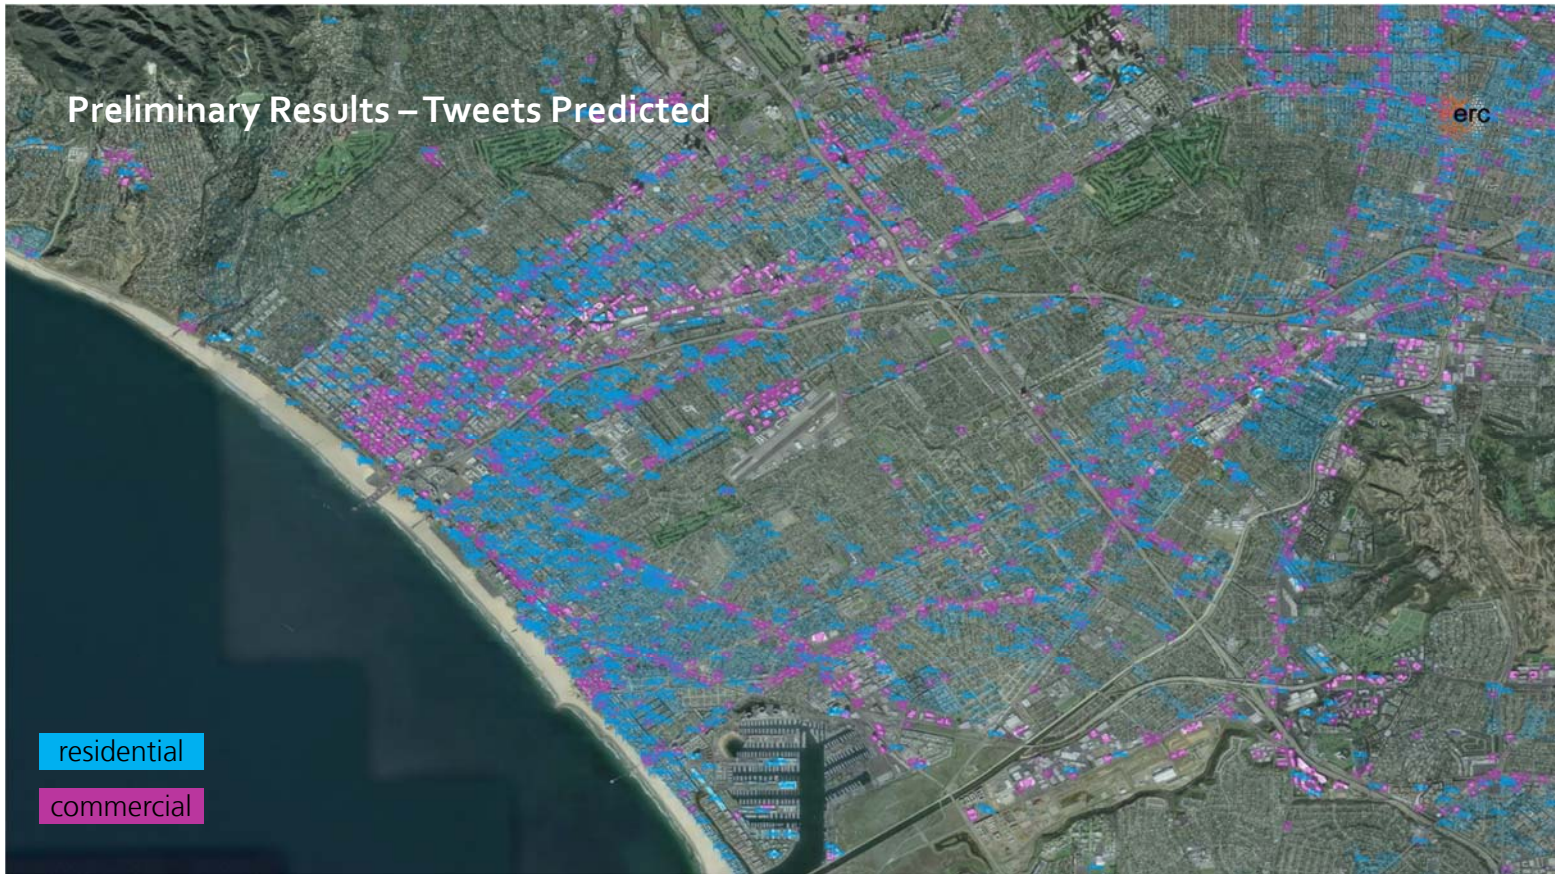 Preliminary Results – Tweets Predicted
erc
residential
commercial